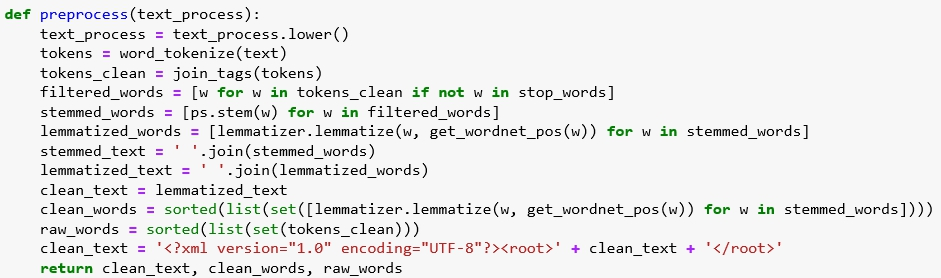 def preprocess(text_process):
    text_process = text_process.lower()
    tokens = word_tokenize(text)
    tokens_clean = join_tags(tokens)
    filtered_words = [w for w in tokens_clean if not w in stop_words]
    stemmed_words = [ps.stem(w) for w in filtered_words]
    lemmatized_words = [lemmatizer.lemmatize(w, get_wordnet_pos(w)) for w in stemmed_words]
    stemmed_text = ' '.join(stemmed_words)
    lemmatized_text = ' '.join(lemmatized_words)
    clean_text = lemmatized_text
    clean_words = sorted(list(set([lemmatizer.lemmatize(w, get_wordnet_pos(w)) for w in stemmed_words])))
    raw_words = sorted(list(set(tokens_clean)))
    clean_text = '<?xml version="1.0" encoding="UTF-8"?><root>' + clean_text + '</root>'
    return clean_text, clean_words, raw_words